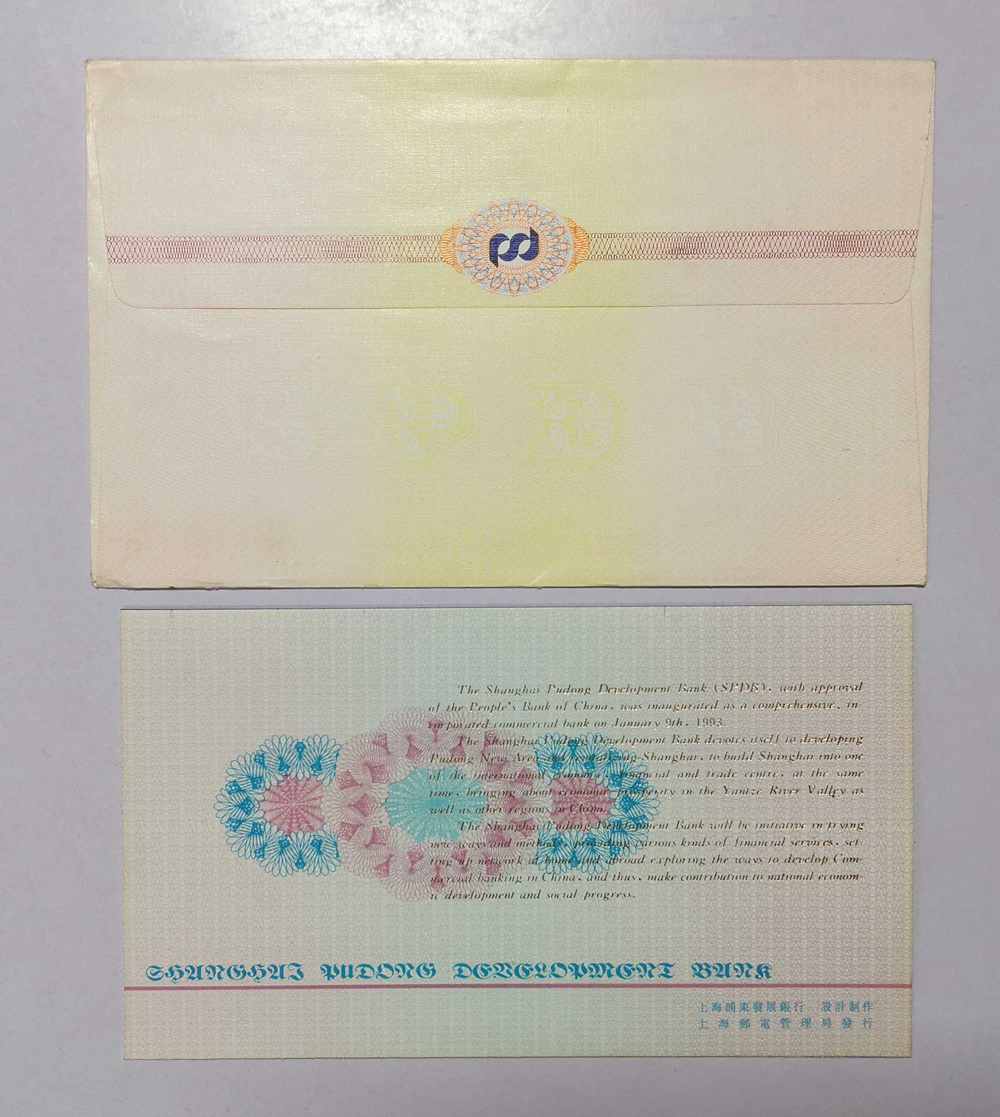 S P D B
The Shanghai Pudong Development Bank (SPDB), with approval
of the People's Bank of China, was inaugurated as a comprehensive, in-
corporated commercial bank on January 9th, 1993.
The Shanghai Pudong Development Bank devotes itself to developing
Pudong New Area and revitalizing Shanghai, to build Shanghai into one
of the international economic, financial and trade centre, at the same
time, bringing about economic prosperity in the Yantze River Valley as
well as other regions in China.
The Shanghai Pudong Development Bank will be initiative in trying
new ways and methods, providing various kinds of financial services, set-
ting up network at home and abroad exploring the ways to develop Com-
mercial banking in China, and thus, make contribution to national econom-
ic development and social progress.
SHANGHAI PUDONG DEVELOPMENT BANK
上海浦東發展銀行 設計制作
上海郵電管理局發行